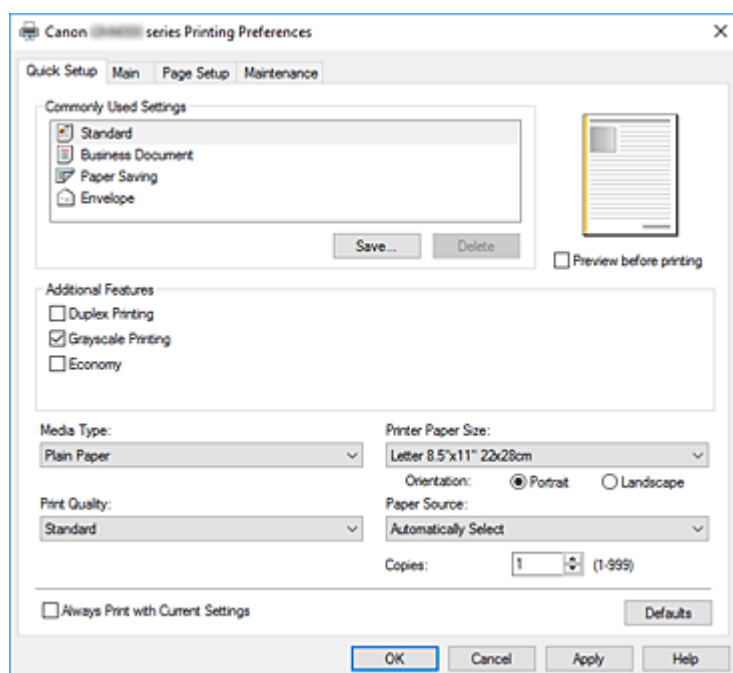 Canon series Printing Preferences
Quick Setup Main Page Setup Maintenance
Commonly Used Settings
Standard
Business Document
Paper Saving
Envelope
Save... Delete
Preview before printing
Additional Features
Duplex Printing
Grayscale Printing
Economy
Media Type: Printer Paper Size:
Plain Paper Letter 8.5"x11" 22x28cm
Orientation: Portrait Landscape
Print Quality: Paper Source:
Standard Automatically Select
Copies: 1 (1-999)
Always Print with Current Settings Defaults
OK Cancel Apply Help